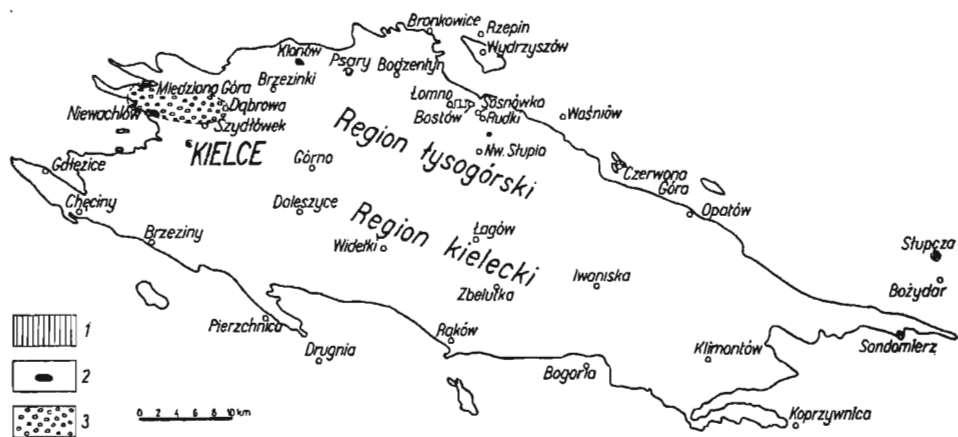 Bronkowice
Rzepin
Wydrzyszów
Klonów
Psary
Bodzentyn
Brzezinki
Miedziana Góra
Dąbrowa
Niewachlów
Szydłówek
KIELCE
Łomno
Bostów
Sosnówka
Rudki
Waśniów
Nw. Słupia
Region łysogórski
Górno
Gałęzice
Czerwona
Góra
Chęciny
Daleszyce
Opatów
Region kielecki
Brzeziny
Widełki
Łagów
Słupcza
Iwaniska
Zbelutka
Bożydar
1
Pierzchnica
Raków
Sandomierz
Drugnia
Klimontów
2
Bogoria
3
0 2 4 6 8 10 km
Koprzywnica